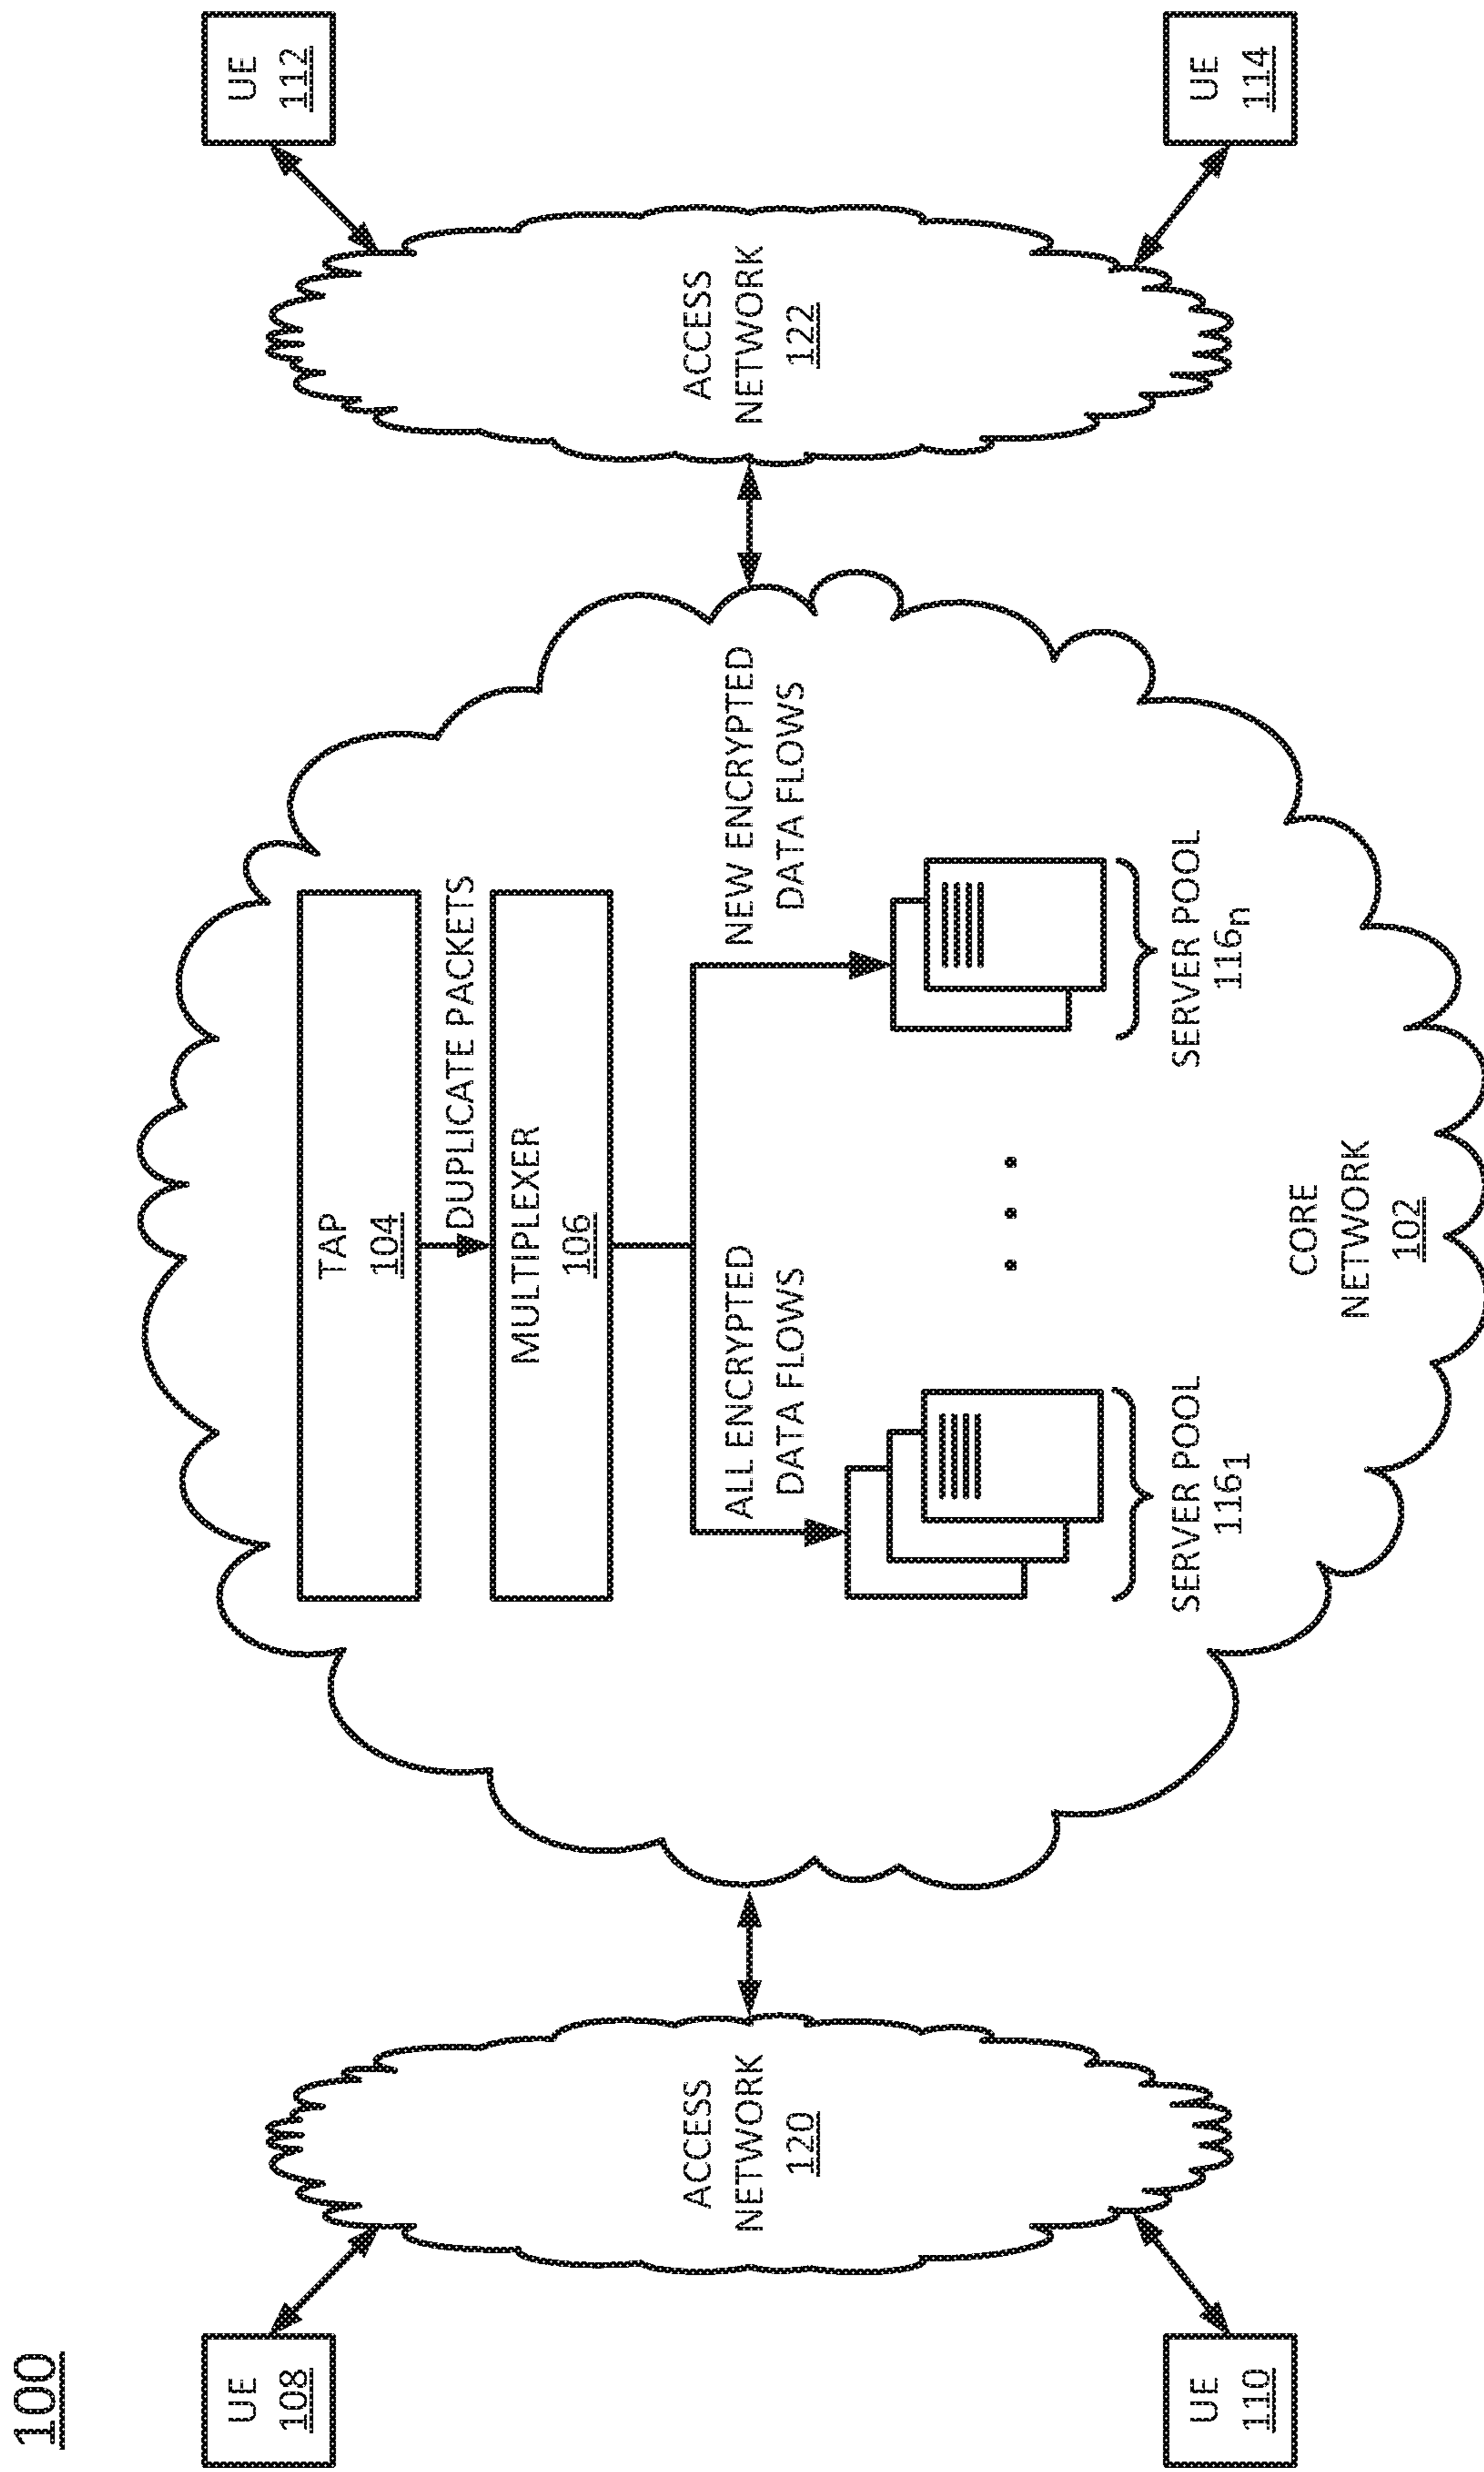 100
UE
108
UE
110
ACCESS
NETWORK
120
TAP
104
DUPLICATE PACKETS
MULTIPLEXER
106
ALL ENCRYPTED
DATA FLOWS
NEW ENCRYPTED
DATA FLOWS
SERVER POOL
116₁
SERVER POOL
116ₙ
CORE
NETWORK
102
ACCESS
NETWORK
122
UE
112
UE
114